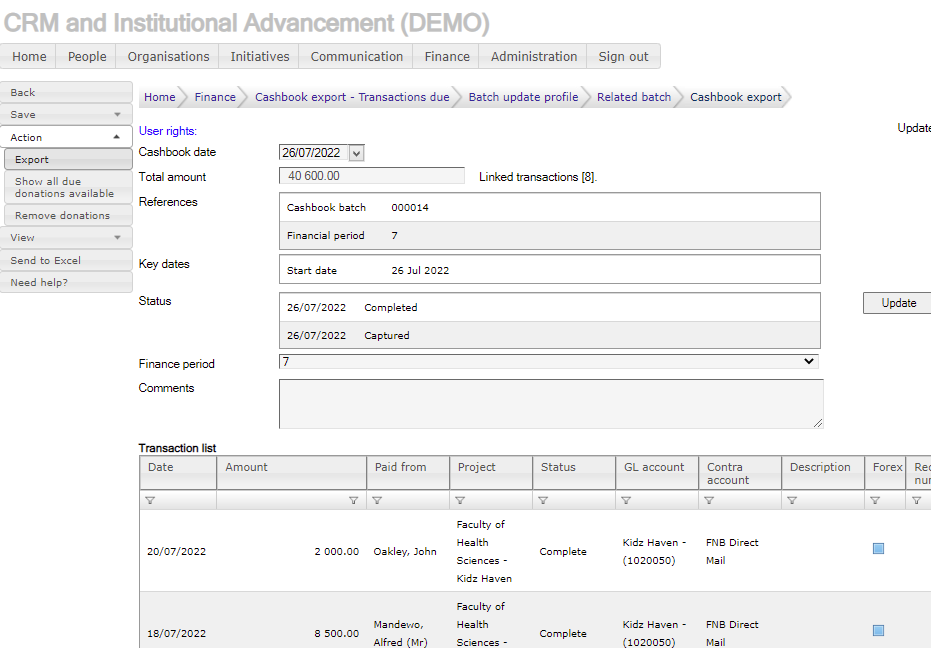 CRM and Institutional Advancement (DEMO)
Home People Organisations Initiatives Communication Finance Administration Sign out
Back
Save
Action
Export
Show all due
donations available
Remove donations
View
Send to Excel
Need help?
Home Finance Cashbook export - Transactions due Batch update profile Related batch Cashbook export
User rights:
Update
Cashbook date 26/07/2022
Total amount 40 600.00 Linked transactions [8].
References
Cashbook batch 000014
Financial period 7
Key dates
Start date 26 Jul 2022
Status
26/07/2022 Completed
26/07/2022 Captured
Update
Finance period 7
Comments
Transaction list
Date Amount Paid from Project Status GL account Contra Description Forex Rec
account nur
Faculty of
Health
Sciences -
Kidz Haven
20/07/2022 2 000.00 Oakley, John Complete
Kidz Haven -
(1020050)
FNB Direct
Mail
Faculty of
Health
Sciences -
18/07/2022 8 500.00
Mandewo,
Alfred (Mr)
Complete
Kidz Haven -
(1020050)
FNB Direct
Mail